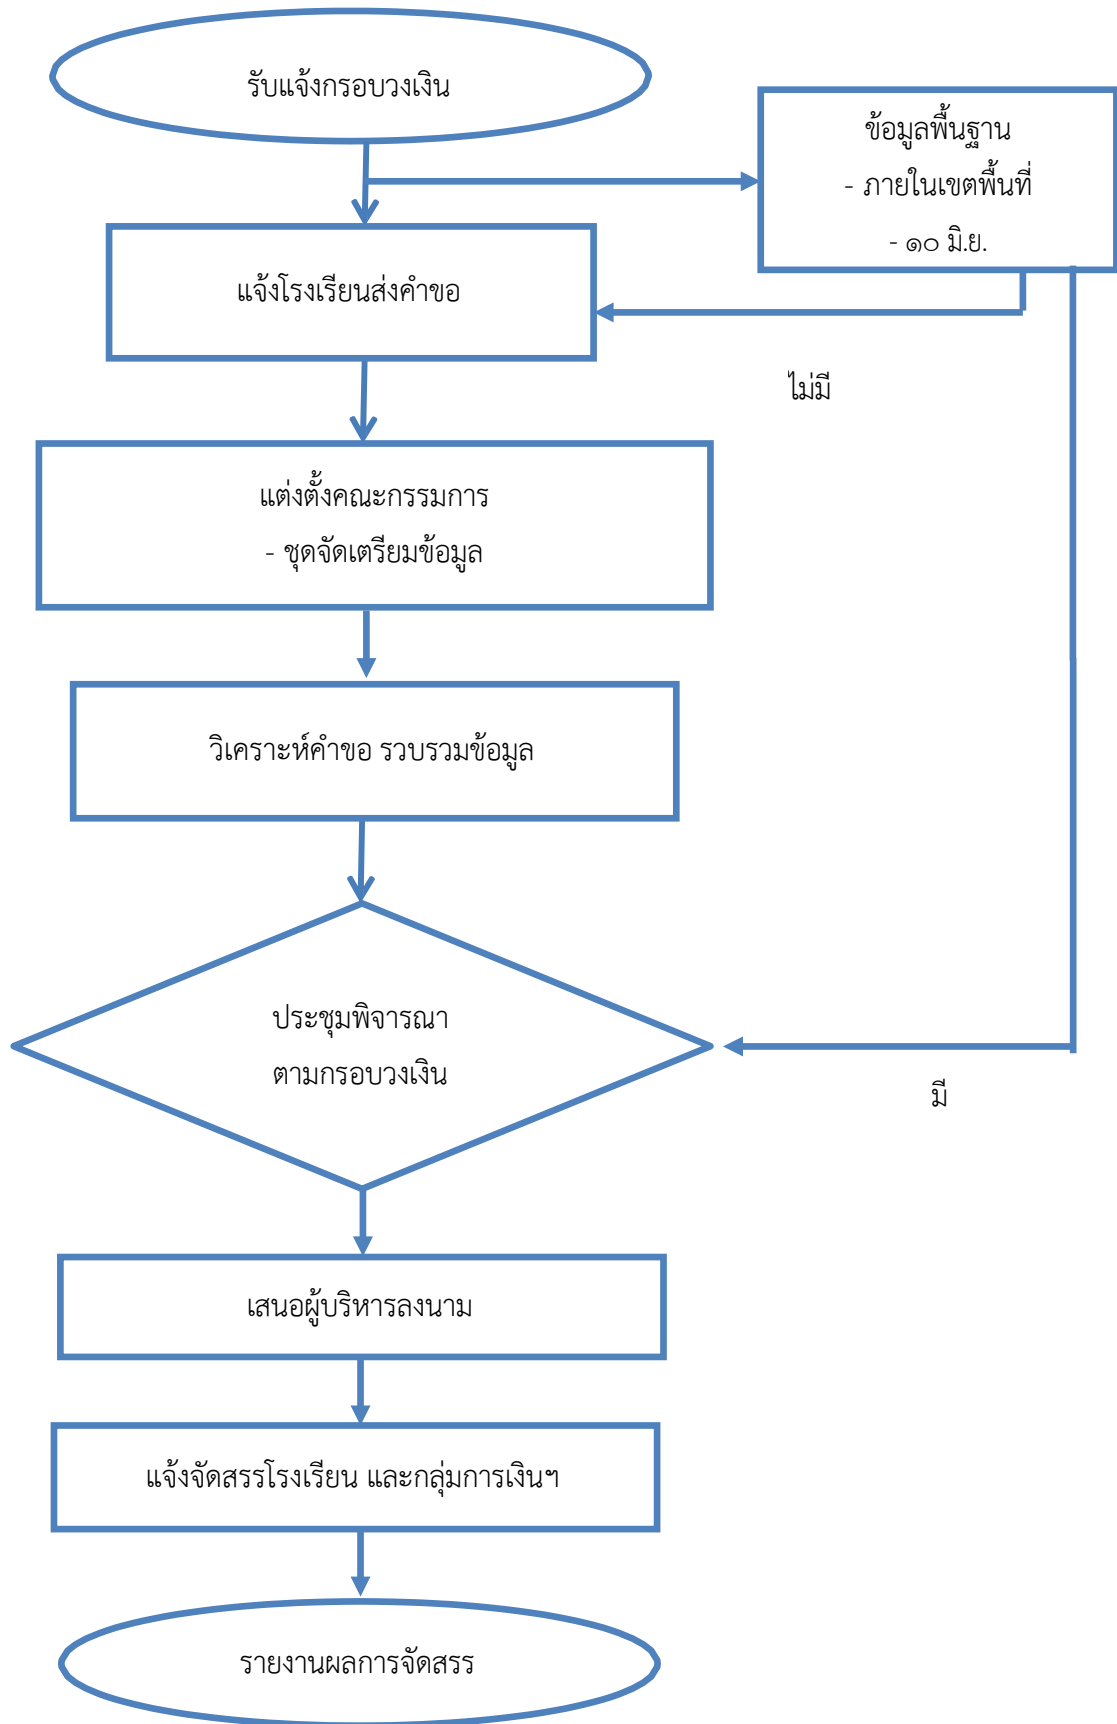 รับแจ้งกรอบวงเงิน
ข้อมูลพื้นฐาน
- ภายในเขตพื้นที่
- ๑๐ มิ.ย.
แจ้งโรงเรียนส่งคำขอ
ไม่มี
แต่งตั้งคณะกรรมการ
- ชุดจัดเตรียมข้อมูล
วิเคราะห์คำขอ รวบรวมข้อมูล
ประชุมพิจารณา
ตามกรอบวงเงิน
มี
เสนอผู้บริหารลงนาม
แจ้งจัดสรรโรงเรียน และกลุ่มการเงินฯ
รายงานผลการจัดสรร